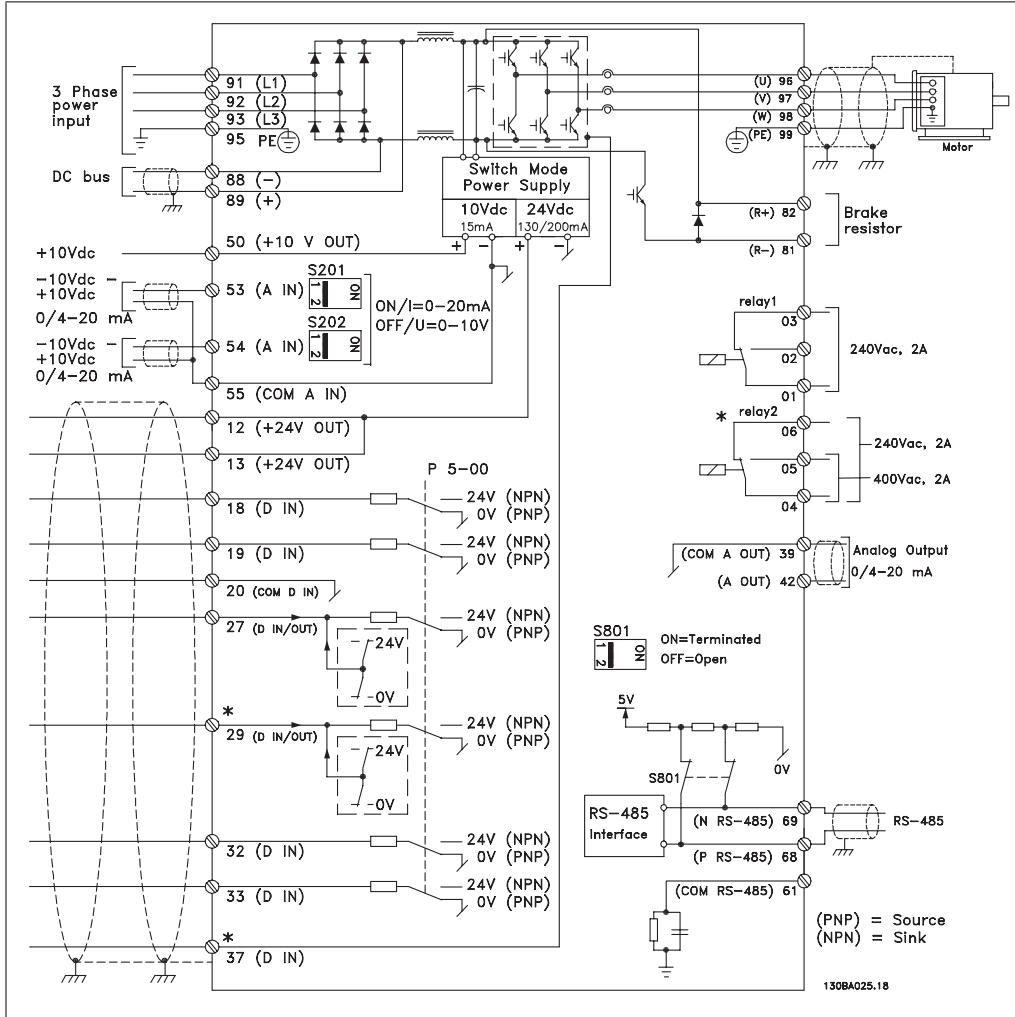 3 Phase
power
input
91 (L1)
92 (L2)
93 (L3)
95 PE
DC bus
88 (-)
89 (+)
+10Vdc
50 (+10 V OUT)
-10Vdc -
+10Vdc
0/4-20 mA
53 (A IN)
S201
1 2
ON
ON/I=0-20mA
OFF/U=0-10V
-10Vdc -
+10Vdc
0/4-20 mA
54 (A IN)
S202
1 2
ON
55 (COM A IN)
12 (+24V OUT)
13 (+24V OUT)
P 5-00
18 (D IN)
24V (NPN)
0V (PNP)
19 (D IN)
24V (NPN)
0V (PNP)
20 (COM D IN)
27 (D IN/OUT)
24V (NPN)
0V (PNP)
24V
0V
*
29 (D IN/OUT)
24V (NPN)
0V (PNP)
24V
0V
32 (D IN)
24V (NPN)
0V (PNP)
33 (D IN)
24V (NPN)
0V (PNP)
*
37 (D IN)
Switch Mode
Power Supply
10Vdc
15mA
24Vdc
130/200mA
+ - + -
(U) 96
(V) 97
(W) 98
(PE) 99
Motor
(R+) 82
(R-) 81
Brake
resistor
relay1
03
02
01
240Vac, 2A
* relay2
06
05
04
240Vac, 2A
400Vac, 2A
(COM A OUT) 39
(A OUT) 42
Analog Output
0/4-20 mA
S801
1 2
ON
ON=Terminated
OFF=Open
5V
0V
S801
RS-485
Interface
(N RS-485) 69
(P RS-485) 68
(COM RS-485) 61
RS-485
(PNP) = Source
(NPN) = Sink
130BA025.18